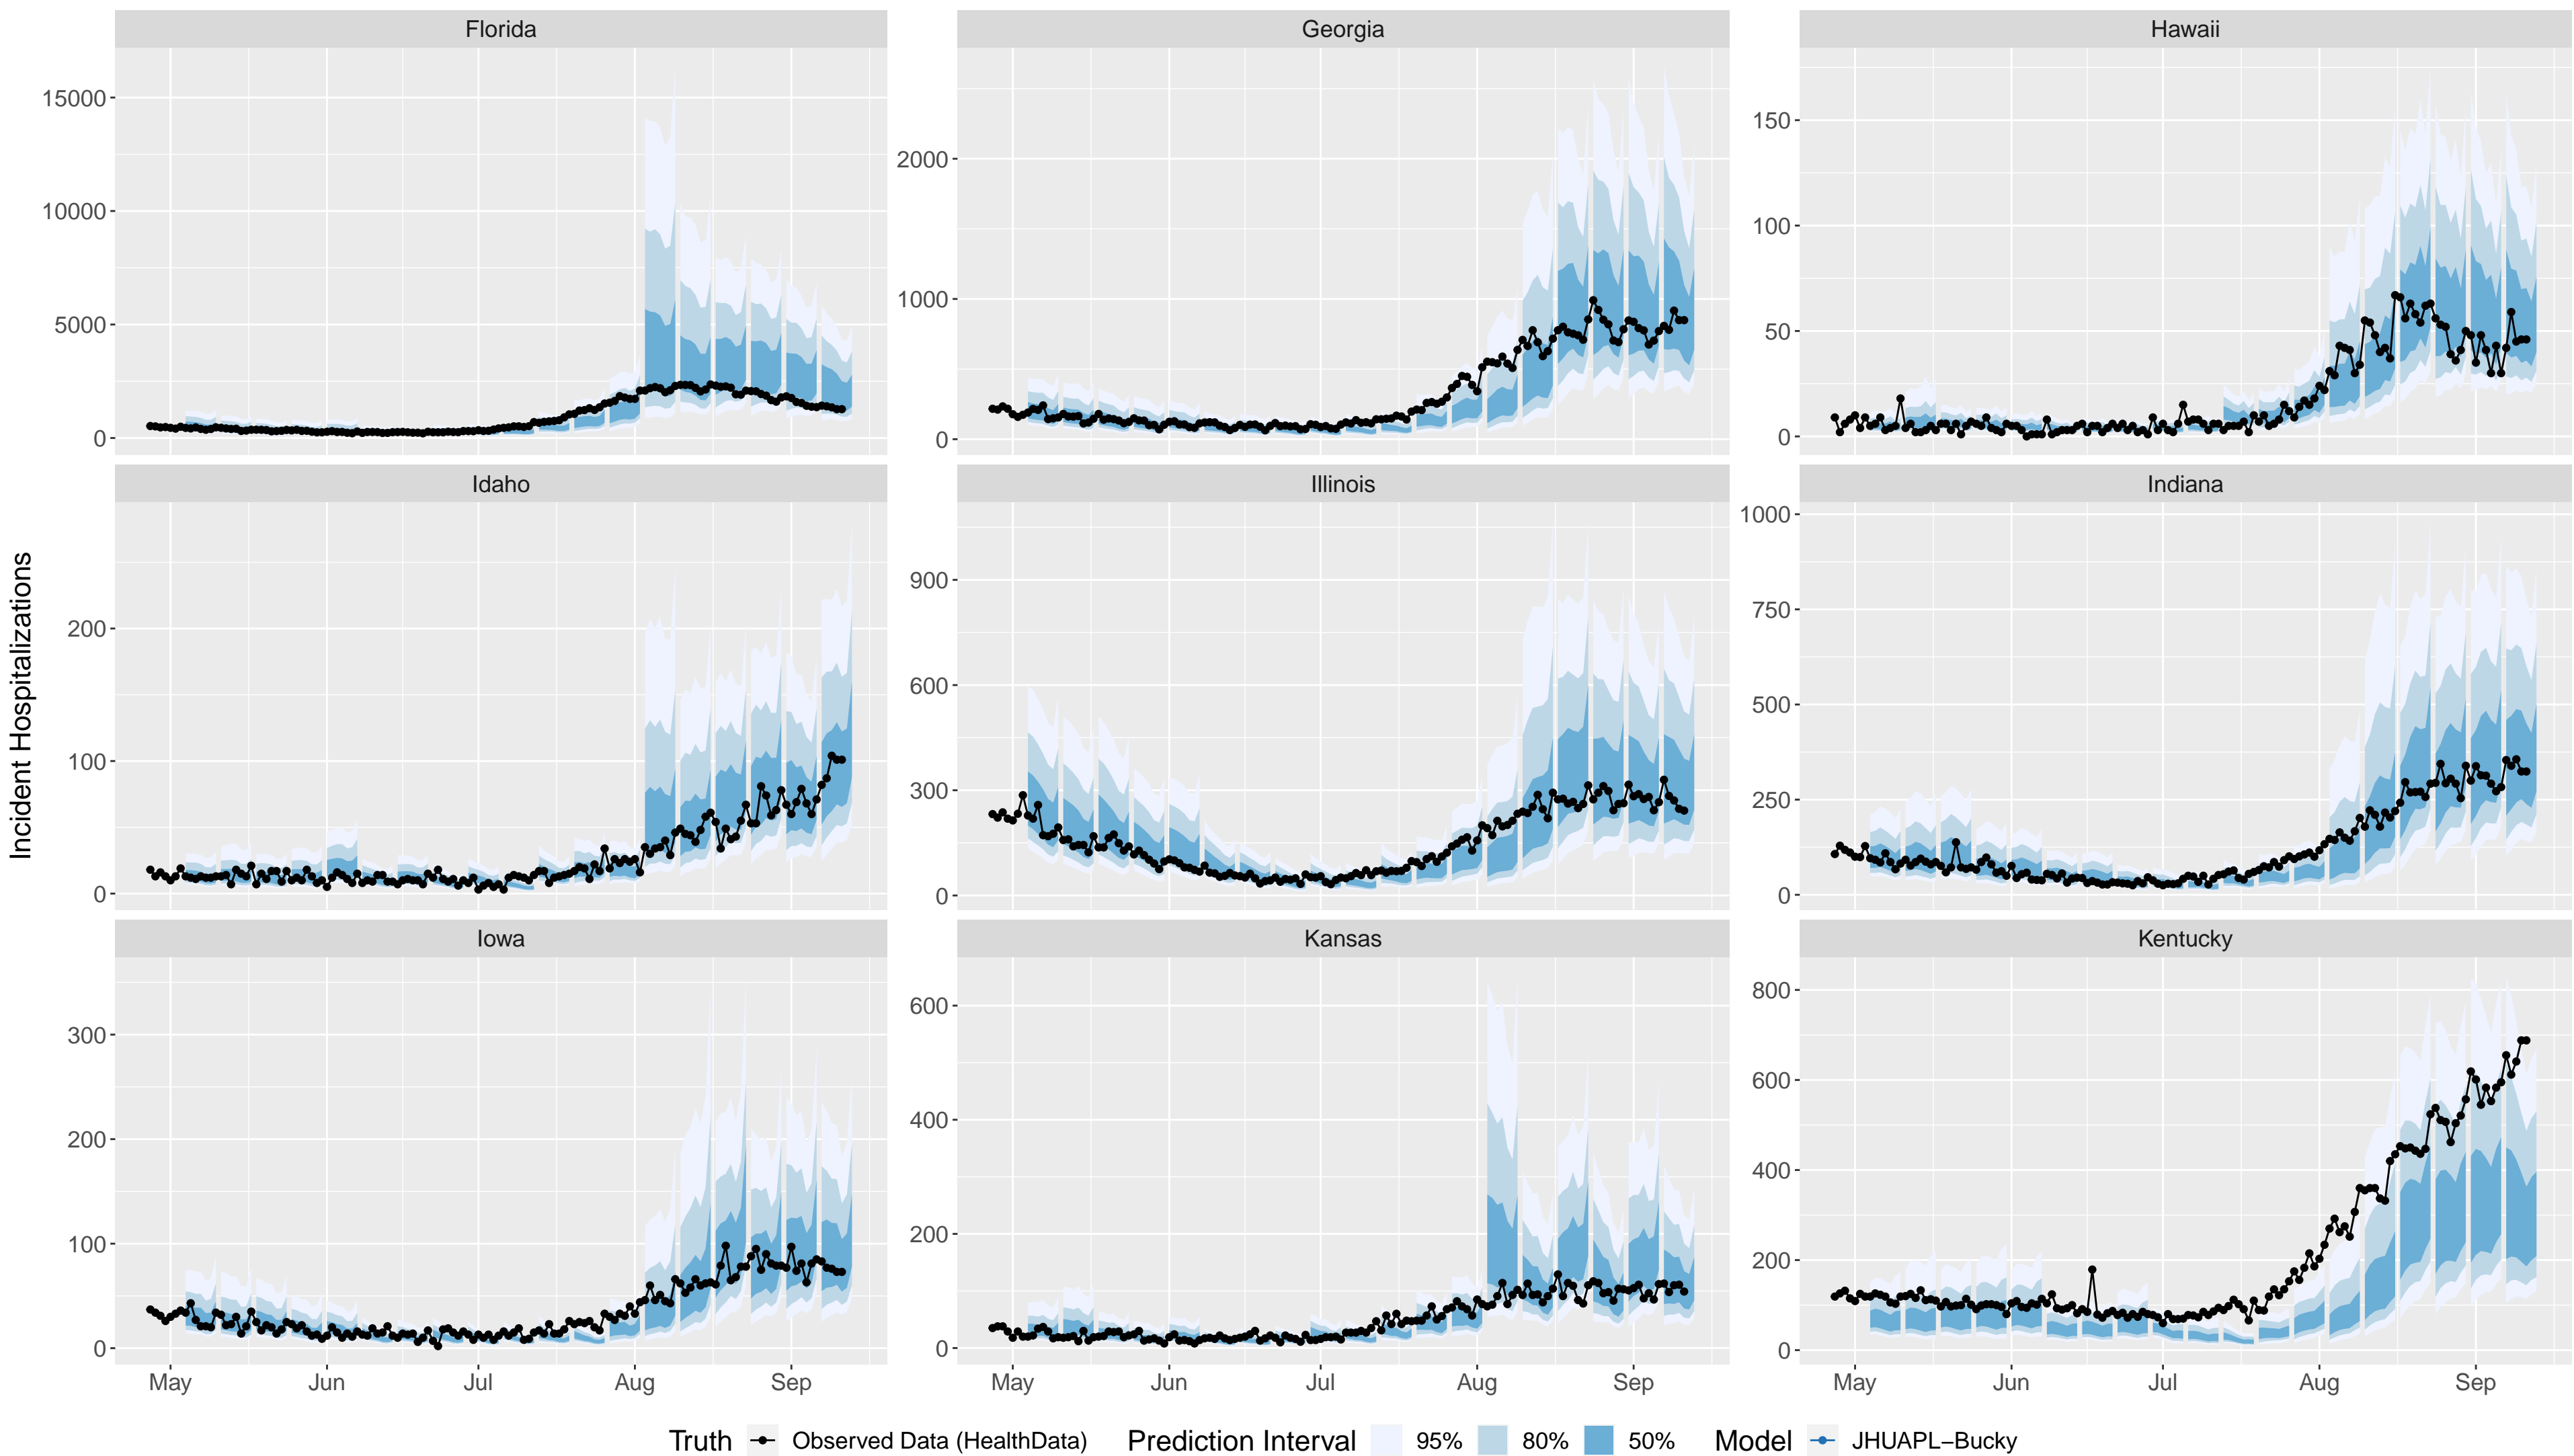 Florida
Georgia
Hawaii
15000
10000
5000
0
2000
1000
0
150
100
50
0
Idaho
Illinois
Indiana
200
100
0
900
600
300
0
1000
750
500
250
0
Incident Hospitalizations
Iowa
Kansas
Kentucky
300
200
100
0
600
400
200
0
800
600
400
200
0
May Jun Jul Aug Sep
May Jun Jul Aug Sep
May Jun Jul Aug Sep
Truth Observed Data (HealthData) Prediction Interval 95% 80% 50% Model JHUAPL−Bucky